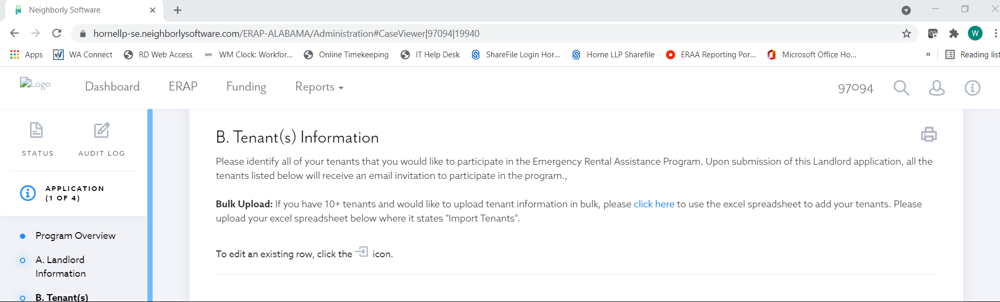 Neighborly Software
hornellp-se.neighborlysoftware.com/ERAP-ALABAMA/Administration#CaseViewer|97094|19940
W
Apps WA Connect RD Web Access WM WM Clock: Workfor... Online Timekeeping IT Help Desk ShareFile Login Hor... Horne LLP Sharefile ERAA Reporting Por... Microsoft Office Ho... » Reading list
Logo Dashboard ERAP Funding Reports 97094
STATUS AUDIT LOG
APPLICATION
(1 OF 4)
Program Overview
A. Landlord
Information
B. Tenant(s)
B. Tenant(s) Information
Please identify all of your tenants that you would like to participate in the Emergency Rental Assistance Program. Upon submission of this Landlord application, all the
tenants listed below will receive an email invitation to participate in the program.,
Bulk Upload: If you have 10+ tenants and would like to upload tenant information in bulk, please click here to use the excel spreadsheet to add your tenants. Please
upload your excel spreadsheet below where it states "Import Tenants".
To edit an existing row, click the icon.